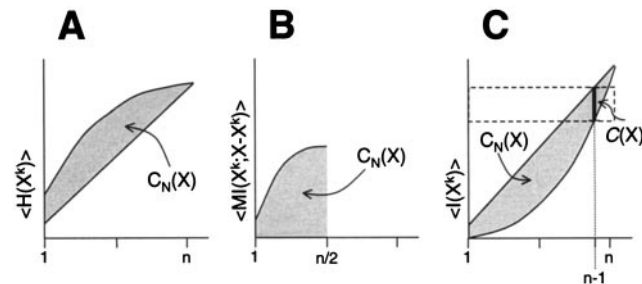 A
B
C
<H(X^k)>
C_N(X)
1
n
<MI(X^k;X-X^k)>
C_N(X)
1
n/2
<I(X^k)>
C_N(X)
C(X)
1
n
n-1